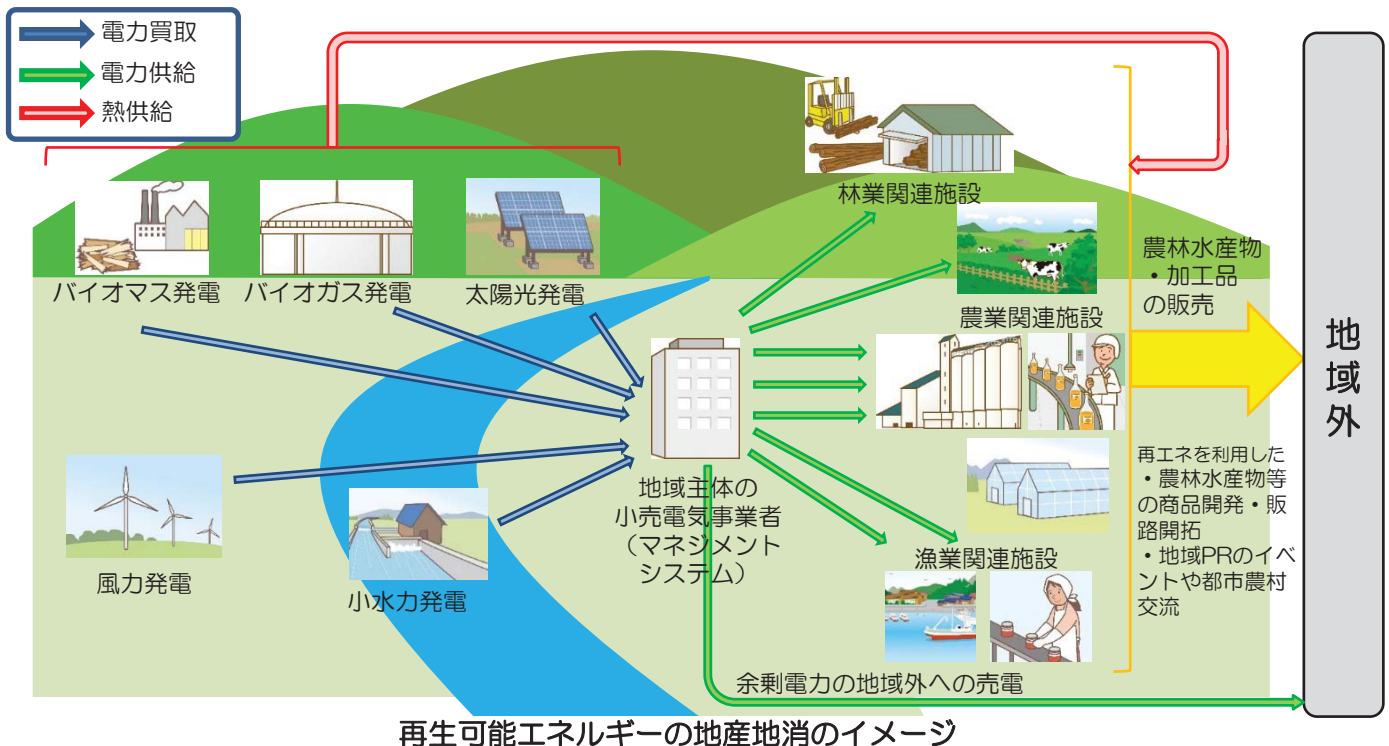 電力買取
電力供給
熱供給
バイオマス発電
バイオガス発電
太陽光発電
風力発電
小水力発電
地域主体の
小売電気事業者
（マネジメント
システム）
林業関連施設
農業関連施設
漁業関連施設
農林水産物
・加工品
の販売
再エネを利用した
・農林水産物等
の商品開発・販
路開拓
・地域PRのイベ
ントや都市農村
交流
地域外
余剰電力の地域外への売電
再生可能エネルギーの地産地消のイメージ